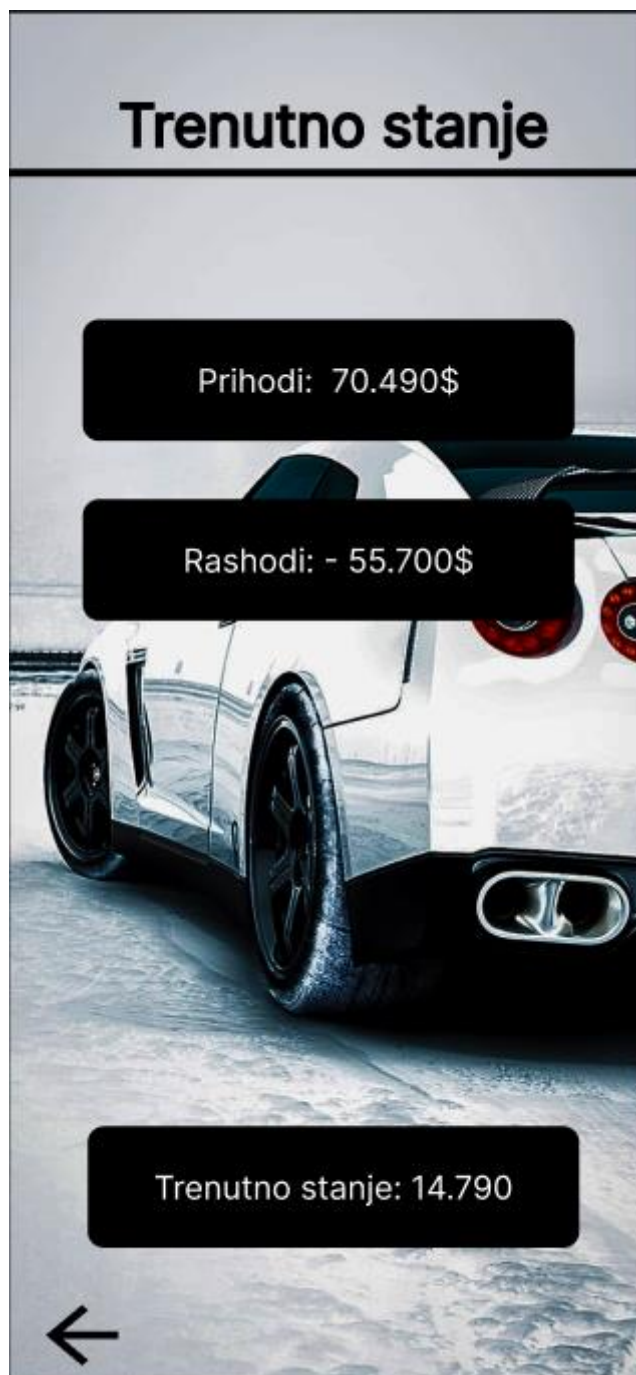 Trenutno stanje
Prihodi:  70.490$
Rashodi: - 55.700$
Trenutno stanje: 14.790